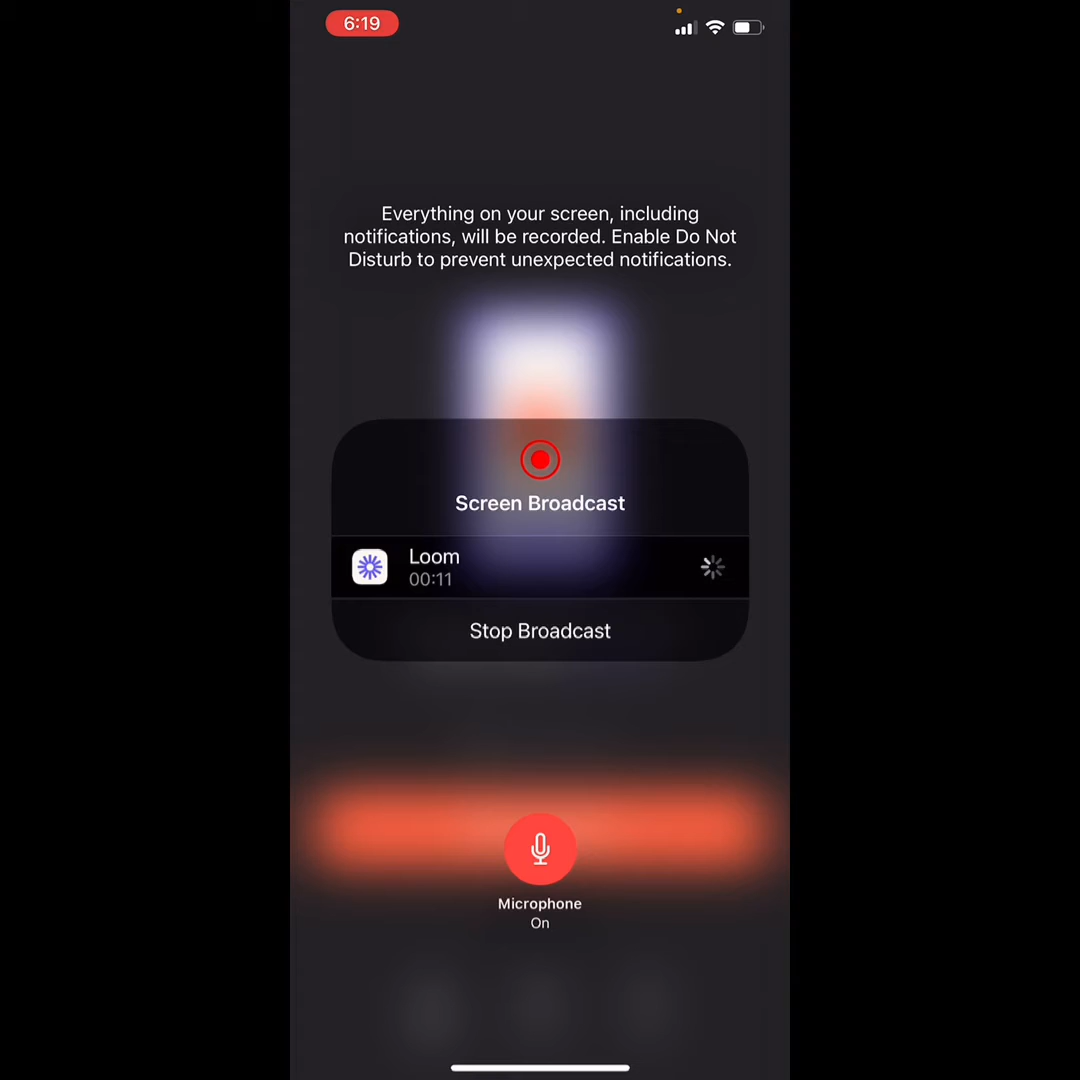 6:19
Everything on your screen, including
notifications, will be recorded. Enable Do Not
Disturb to prevent unexpected notifications.
Screen Broadcast
Loom
00:11
Stop Broadcast
Microphone
On